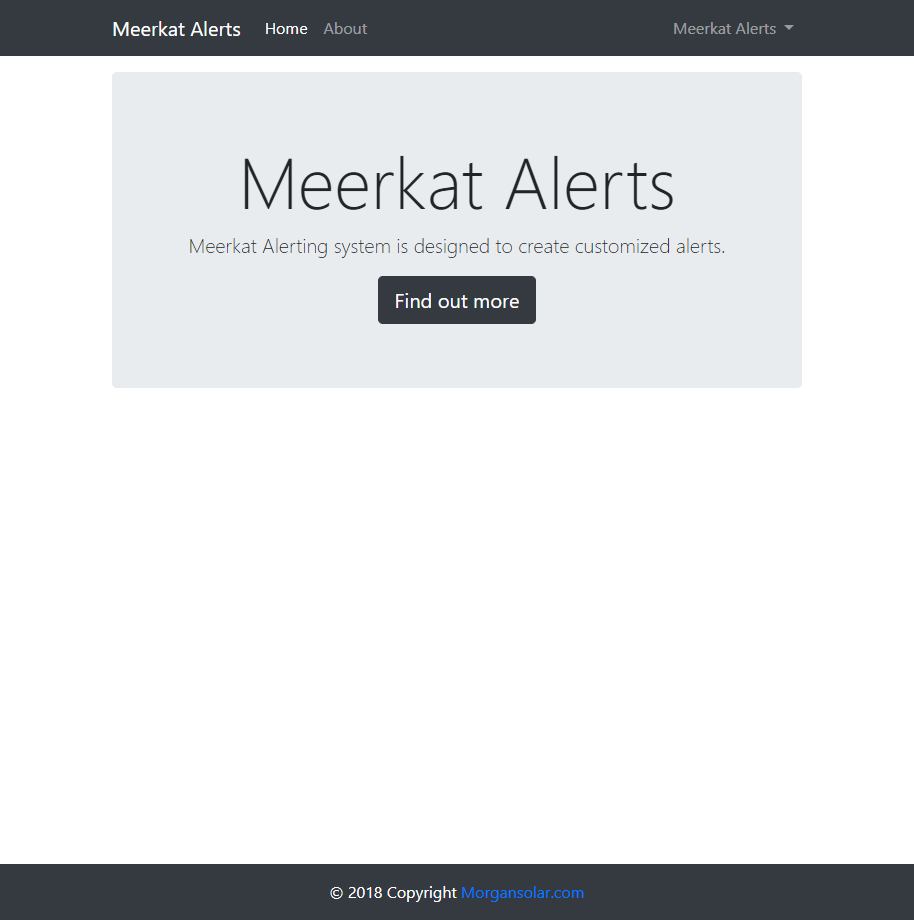 Meerkat Alerts Home About Meerkat Alerts
Meerkat Alerts
Meerkat Alerting system is designed to create customized alerts.
Find out more
© 2018 Copyright Morgansolar.com